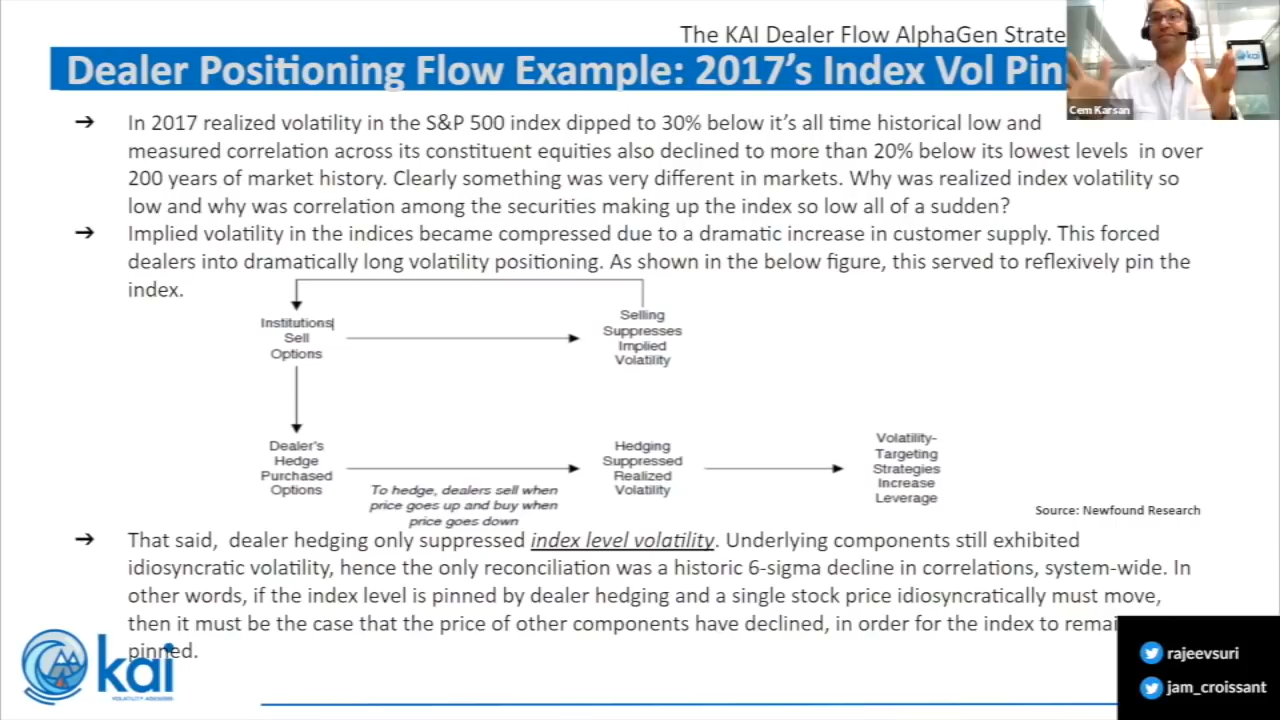 The KAI Dealer Flow AlphaGen Strate
Dealer Positioning Flow Example: 2017's Index Vol Pin
Cem Karsan
kai
→ In 2017 realized volatility in the S&P 500 index dipped to 30% below it's all time historical low and
measured correlation across its constituent equities also declined to more than 20% below its lowest levels in over
200 years of market history. Clearly something was very different in markets. Why was realized index volatility so
low and why was correlation among the securities making up the index so low all of a sudden?
→ Implied volatility in the indices became compressed due to a dramatic increase in customer supply. This forced
dealers into dramatically long volatility positioning. As shown in the below figure, this served to reflexively pin the
index.
Institutions
Sell
Options
Selling
Suppresses
Implied
Volatility
Dealer's
Hedge
Purchased
Options
To hedge, dealers sell when
price goes up and buy when
price goes down
Hedging
Suppressed
Realized
Volatility
Volatility-
Targeting
Strategies
Increase
Leverage
Source: Newfound Research
→ That said, dealer hedging only suppressed index level volatility. Underlying components still exhibited
idiosyncratic volatility, hence the only reconciliation was a historic 6-sigma decline in correlations, system-wide. In
other words, if the index level is pinned by dealer hedging and a single stock price idiosyncratically must move,
then it must be the case that the price of other components have declined, in order for the index to remai
pinned.
kai
VOLATILITY ADVISORS
rajeevsuri
jam_croissant